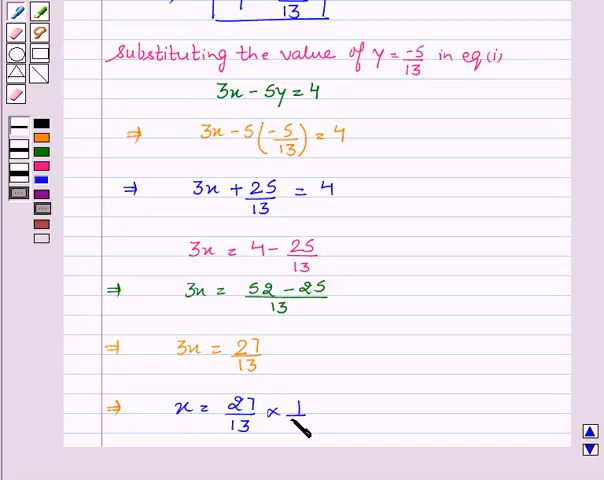 13
Substituting the value of y = -5/13 in eq(i)
3x - 5y = 4
⇒ 3x - 5(-5/13) = 4
⇒ 3x + 25/13 = 4
3x = 4 - 25/13
⇒ 3x = 52 - 25/13
⇒ 3x = 27/13
⇒ x = 27/13 × 1